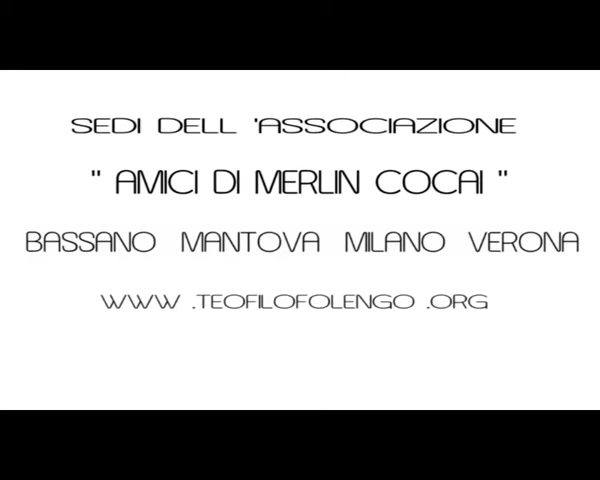 SEDI DELL 'ASSOCIAZIONE
" AMICI DI MERLIN COCAI "
BASSANO MANTOVA MILANO VERONA
WWW .TEOFILOFOLENGO .ORG